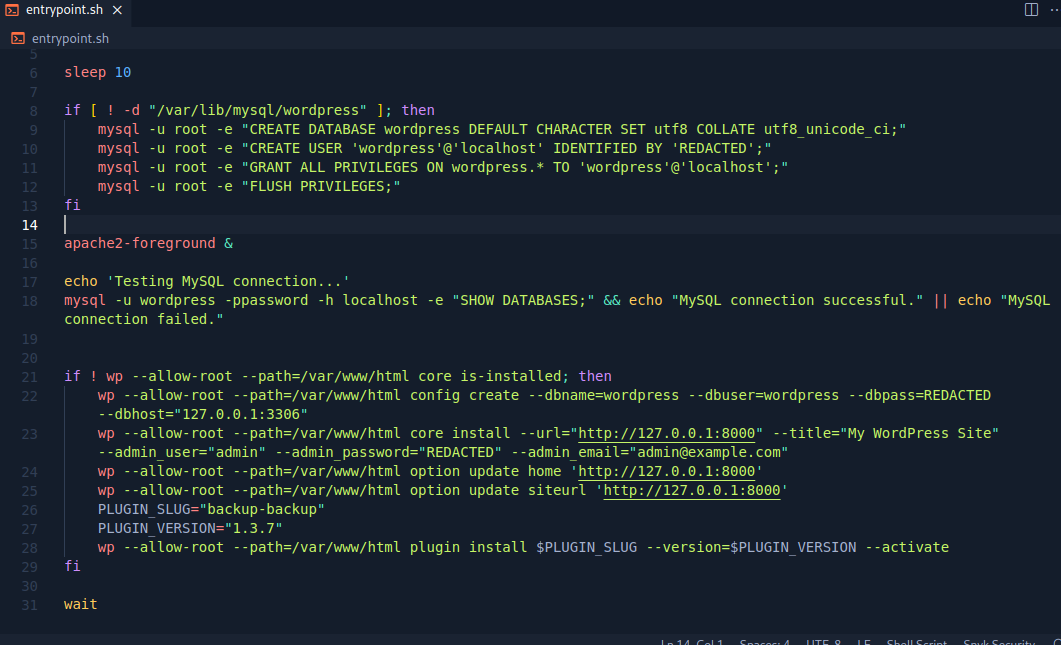 entrypoint.sh
entrypoint.sh
5
6 sleep 10
7
8 if [ ! -d "/var/lib/mysql/wordpress" ]; then
9 mysql -u root -e "CREATE DATABASE wordpress DEFAULT CHARACTER SET utf8 COLLATE utf8_unicode_ci;"
10 mysql -u root -e "CREATE USER 'wordpress'@'localhost' IDENTIFIED BY 'REDACTED';"
11 mysql -u root -e "GRANT ALL PRIVILEGES ON wordpress.* TO 'wordpress'@'localhost';"
12 mysql -u root -e "FLUSH PRIVILEGES;"
13 fi
14
15 apache2-foreground &
16
17 echo 'Testing MySQL connection...'
18 mysql -u wordpress -ppassword -h localhost -e "SHOW DATABASES;" && echo "MySQL connection successful." || echo "MySQL
connection failed."
19
20
21 if ! wp --allow-root --path=/var/www/html core is-installed; then
22 wp --allow-root --path=/var/www/html config create --dbname=wordpress --dbuser=wordpress --dbpass=REDACTED
--dbhost="127.0.0.1:3306"
23 wp --allow-root --path=/var/www/html core install --url="http://127.0.0.1:8000" --title="My WordPress Site"
--admin_user="admin" --admin_password="REDACTED" --admin_email="admin@example.com"
24 wp --allow-root --path=/var/www/html option update home 'http://127.0.0.1:8000'
25 wp --allow-root --path=/var/www/html option update siteurl 'http://127.0.0.1:8000'
26 PLUGIN_SLUG="backup-backup"
27 PLUGIN_VERSION="1.3.7"
28 wp --allow-root --path=/var/www/html plugin install $PLUGIN_SLUG --version=$PLUGIN_VERSION --activate
29 fi
30
31 wait
Ln 14, Col 1 Spaces: 4 UTF-8 LF Shell Script Snyk Security